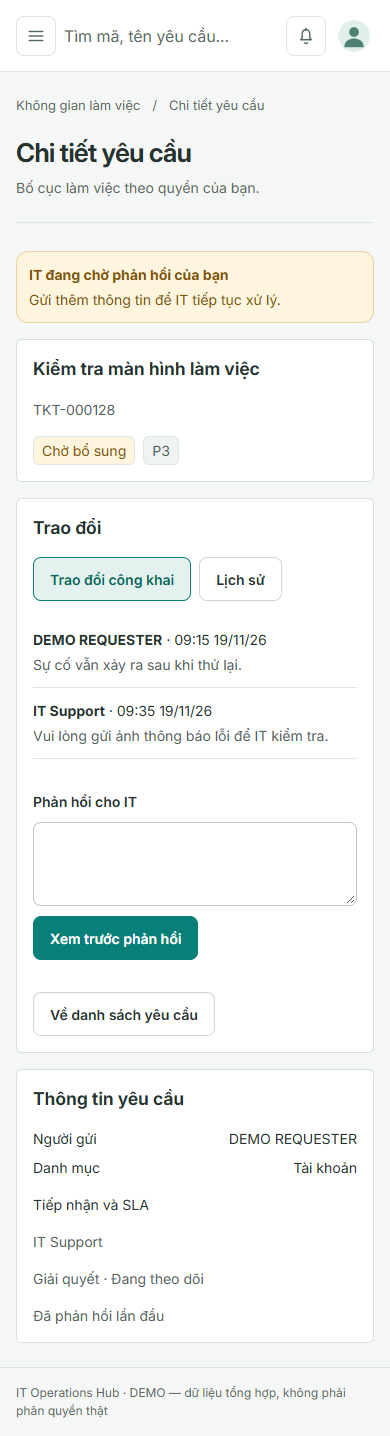 Tìm mã, tên yêu cầu...
Không gian làm việc / Chi tiết yêu cầu
Chi tiết yêu cầu
Bố cục làm việc theo quyền của bạn.
IT đang chờ phản hồi của bạn
Gửi thêm thông tin để IT tiếp tục xử lý.
Kiểm tra màn hình làm việc
TKT-000128
Chờ bổ sung P3
Trao đổi
Trao đổi công khai Lịch sử
DEMO REQUESTER · 09:15 19/11/26
Sự cố vẫn xảy ra sau khi thử lại.
IT Support · 09:35 19/11/26
Vui lòng gửi ảnh thông báo lỗi để IT kiểm tra.
Phản hồi cho IT
Xem trước phản hồi
Về danh sách yêu cầu
Thông tin yêu cầu
Người gửi DEMO REQUESTER
Danh mục Tài khoản
Tiếp nhận và SLA
IT Support
Giải quyết · Đang theo dõi
Đã phản hồi lần đầu
IT Operations Hub · DEMO — dữ liệu tổng hợp, không phải
phân quyền thật